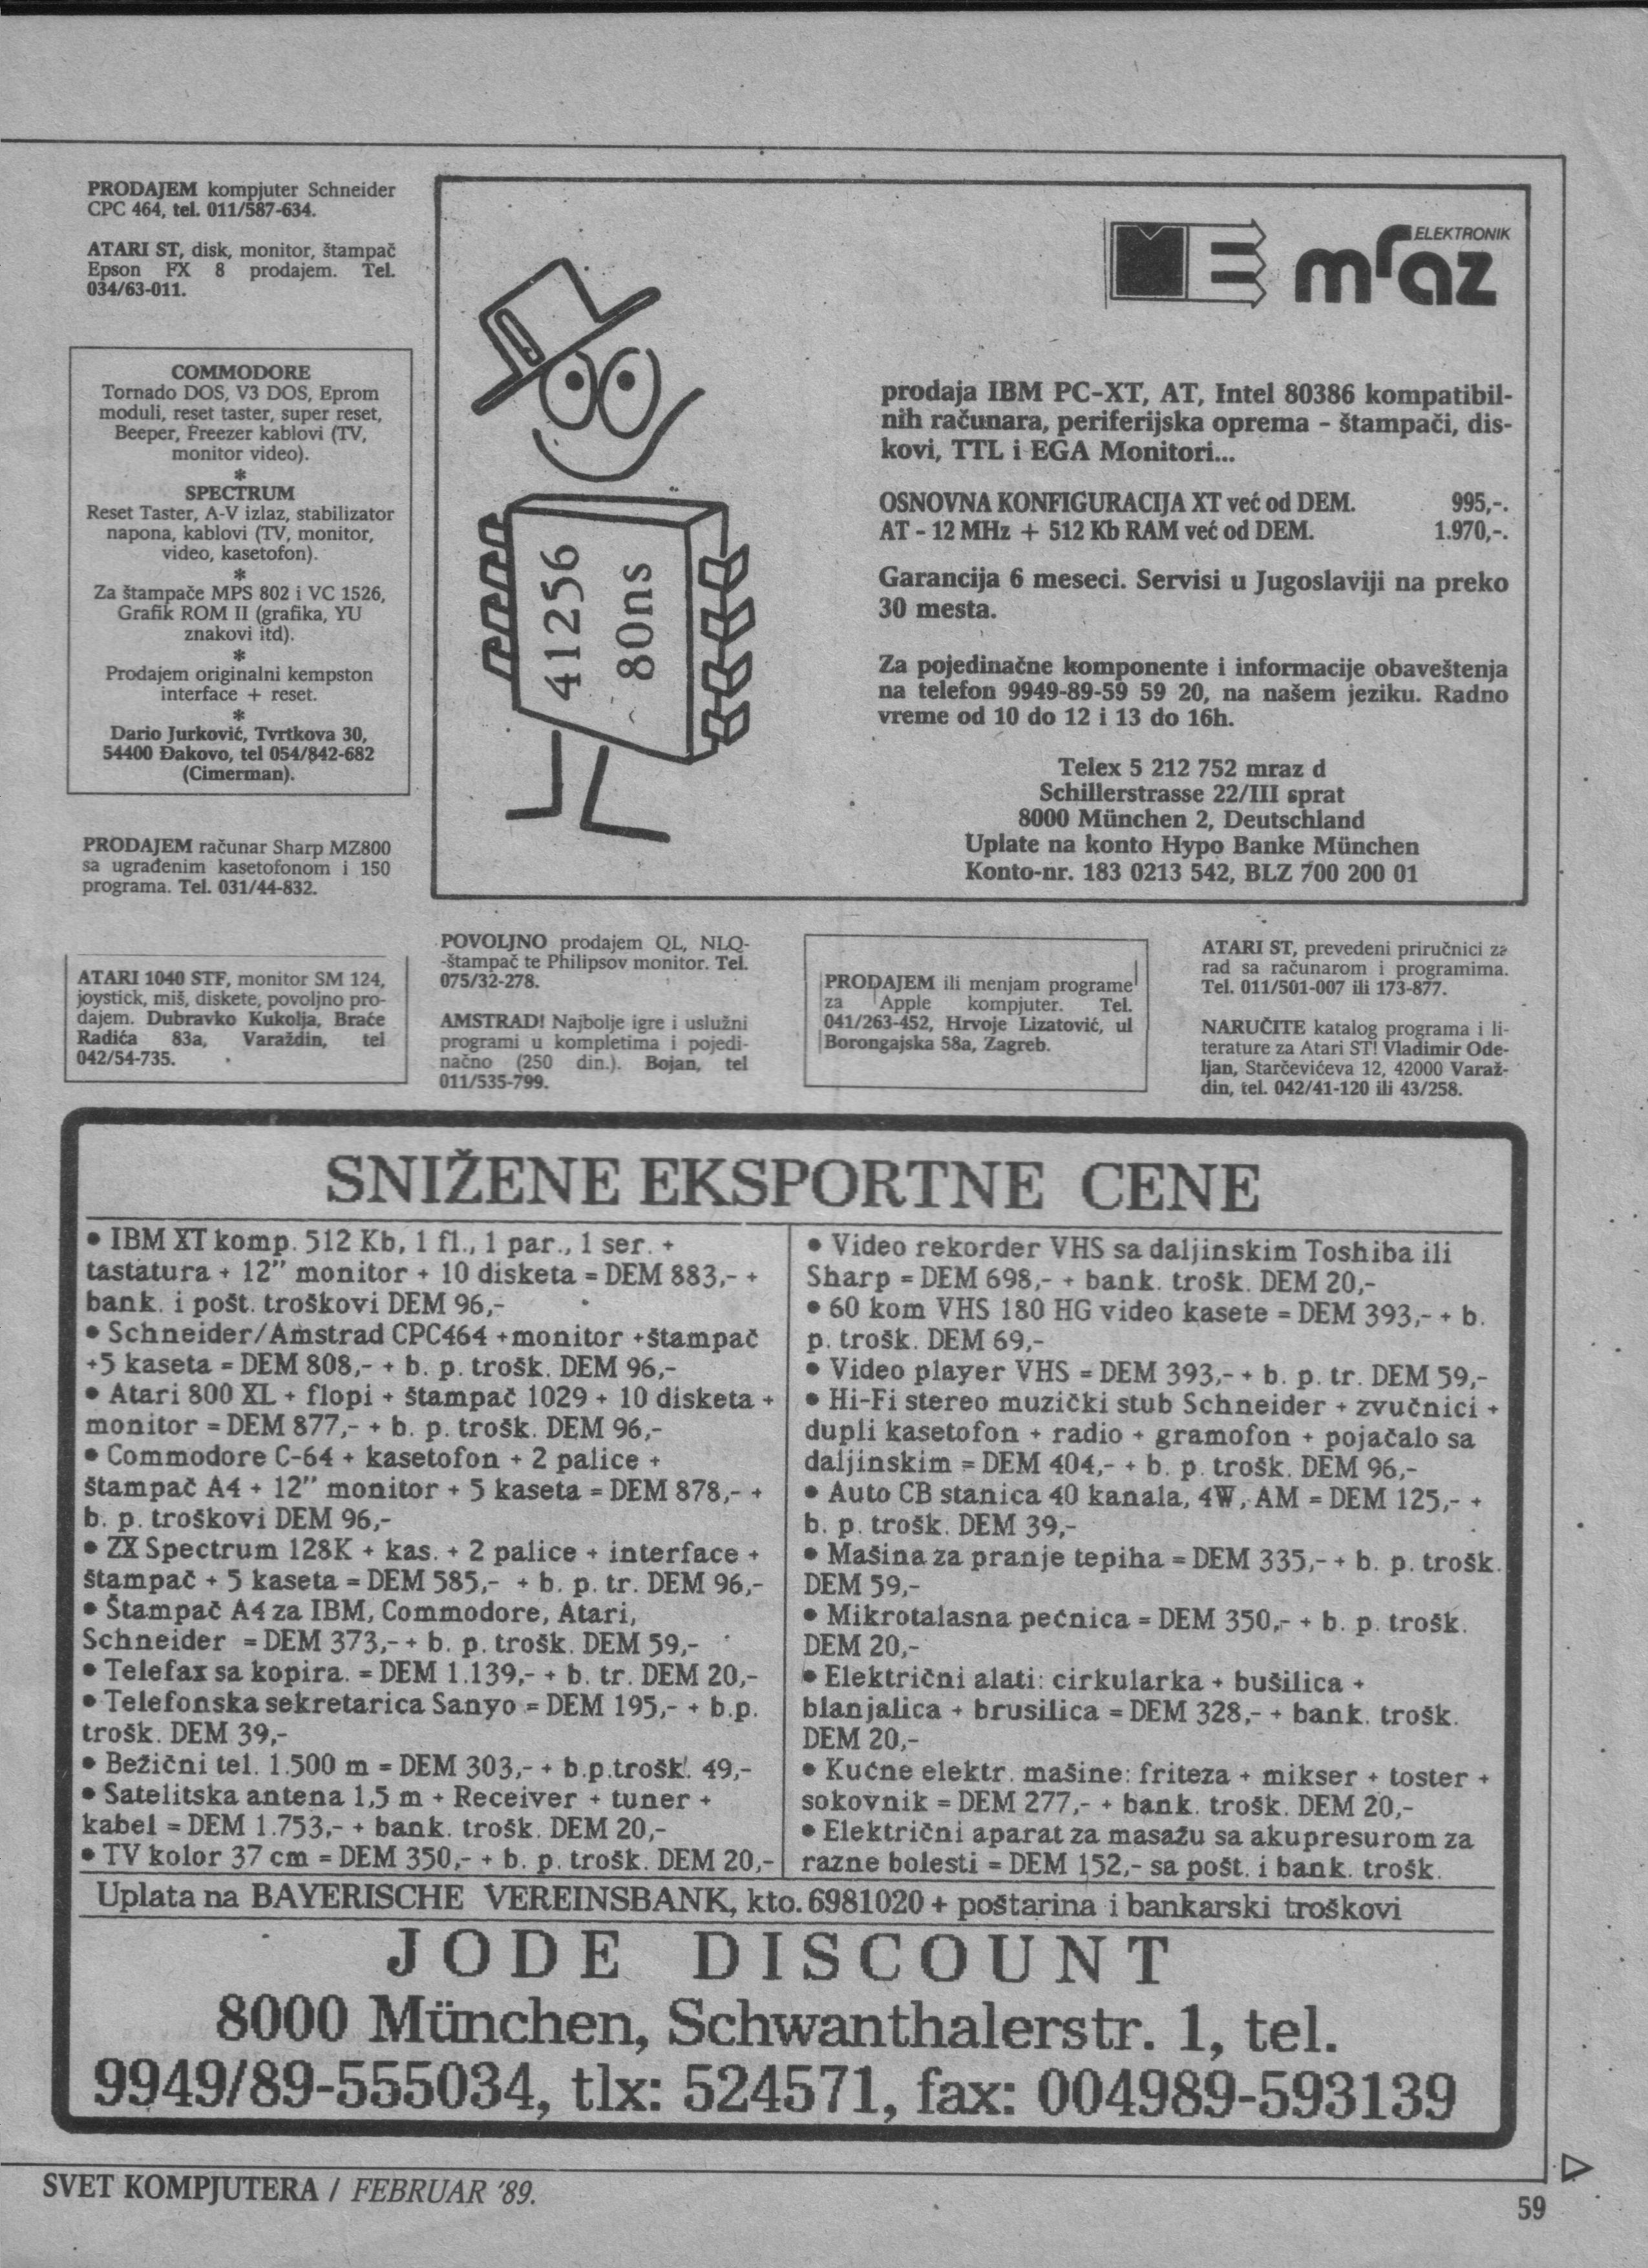 PRODAJEM kompjuter Schneider
CPC 464, tel. 011/587-634.
ATARI ST, disk, monitor, štampač
Epson FX 8 prodajem. Tel.
034/63-011.
COMMODORE
Tornado DOS, V3 DOS, Eprom
moduli, reset taster, super reset,
Beeper, Freezer kablovi (TV,
monitor video).
*
SPECTRUM
Reset Taster, A-V izlaz, stabilizator
napona, kablovi (TV, monitor,
video, kasetofon).
*
Za štampače MPS 802 i VC 1526,
Grafik ROM II (grafika, YU
znakovi itd).
*
Prodajem originalni kempston
interface + reset.
*
Dario Jurković, Tvrtkova 30,
54400 Đakovo, tel 054/842-682
(Cimerman).
PRODAJEM računar Sharp MZ800
sa ugrađenim kasetofonom i 150
programa. Tel. 031/44-832.
41256
80ns
ME mraz ELEKTRONIK
prodaja IBM PC-XT, AT, Intel 80386 kompatibil-
nih računara, periferijska oprema - štampači, dis-
kovi, TTL i EGA Monitori...
OSNOVNA KONFIGURACIJA XT već od DEM. 995,-.
AT - 12 MHz + 512 Kb RAM već od DEM. 1.970,-.
Garancija 6 meseci. Servisi u Jugoslaviji na preko
30 mesta.
Za pojedinačne komponente i informacije obaveštenja
na telefon 9949-89-59 59 20, na našem jeziku. Radno
vreme od 10 do 12 i 13 do 16h.
Telex 5 212 752 mraz d
Schillerstrasse 22/III sprat
8000 München 2, Deutschland
Uplate na konto Hypo Banke München
Konto-nr. 183 0213 542, BLZ 700 200 01
ATARI 1040 STF, monitor SM 124,
joystick, miš, diskete, povoljno pro-
dajem. Dubravko Kukolja, Braće
Radića 83a, Varaždin, tel
042/54-735.
POVOLJNO prodajem QL, NLQ-
-štampač te Philipsov monitor. Tel.
075/32-278.
AMSTRAD! Najbolje igre i uslužni
programi u kompletima i pojedi-
načno (250 din.). Bojan, tel
011/535-799.
PRODAJEM ili menjam programe
za Apple kompjuter. Tel.
041/263-452, Hrvoje Lizatović, ul
Borongajska 58a, Zagreb.
ATARI ST, prevedeni priručnici za
rad sa računarom i programima.
Tel. 011/501-007 ili 173-877.
NARUČITE katalog programa i li-
terature za Atari ST! Vladimir Ode-
ljan, Starčevićeva 12, 42000 Varaž-
din, tel. 042/41-120 ili 43/258.
SNIŽENE EKSPORTNE CENE
• IBM XT komp. 512 Kb, 1 fl., 1 par., 1 ser. +
tastatura + 12" monitor + 10 disketa = DEM 883,- +
bank. i pošt. troškovi DEM 96,-
• Schneider/Amstrad CPC464 +monitor +štampač
+5 kaseta = DEM 808,- + b. p. trošk. DEM 96,-
• Atari 800 XL + flopi + štampač 1029 + 10 disketa +
monitor = DEM 877,- + b. p. trošk. DEM 96,-
• Commodore C-64 + kasetofon + 2 palice +
štampač A4 + 12" monitor + 5 kaseta = DEM 878,- +
b. p. troškovi DEM 96,-
• ZX Spectrum 128K + kas. + 2 palice + interface +
štampač + 5 kaseta = DEM 585,- + b. p. tr. DEM 96,-
• Štampač A4 za IBM, Commodore, Atari,
Schneider = DEM 373,- + b. p. trošk. DEM 59,-
• Telefax sa kopira. = DEM 1.139,- + b. tr. DEM 20,-
• Telefonska sekretarica Sanyo = DEM 195,- + b.p.
trošk. DEM 39,-
• Bežični tel. 1.500 m = DEM 303,- + b.p.trošk. 49,-
• Satelitska antena 1,5 m + Receiver + tuner +
kabel = DEM 1.753,- + bank. trošk. DEM 20,-
• TV kolor 37 cm = DEM 350,- + b. p. trošk. DEM 20,-
• Video rekorder VHS sa daljinskim Toshiba ili
Sharp = DEM 698,- + bank. trošk. DEM 20,-
• 60 kom VHS 180 HG video kasete = DEM 393,- + b.
p. trošk. DEM 69,-
• Video player VHS = DEM 393,- + b. p. tr. DEM 59,-
• Hi-Fi stereo muzički stub Schneider + zvučnici +
dupli kasetofon + radio + gramofon + pojačalo sa
daljinskim = DEM 404,- + b. p. trošk. DEM 96,-
• Auto CB stanica 40 kanala, 4W, AM = DEM 125,- +
b. p. trošk. DEM 39,-
• Mašina za pranje tepiha = DEM 335,- + b. p. trošk.
DEM 59,-
• Mikrotalasna pećnica = DEM 350,- + b. p. trošk.
DEM 20,-
• Električni alati: cirkularka + bušilica +
blanjalica + brusilica = DEM 328,- + bank. trošk.
DEM 20,-
• Kućne elektr. mašine: friteza + mikser + toster +
sokovnik = DEM 277,- + bank. trošk. DEM 20,-
• Električni aparat za masažu sa akupresurom za
razne bolesti = DEM 152,- sa pošt. i bank. trošk.
Uplata na BAYERISCHE VEREINSBANK, kto. 6981020 + poštarina i bankarski troškovi
JODE DISCOUNT
8000 München, Schwanthalerstr. 1, tel.
9949/89-555034, tlx: 524571, fax: 004989-593139
SVET KOMPJUTERA / FEBRUAR '89.
59